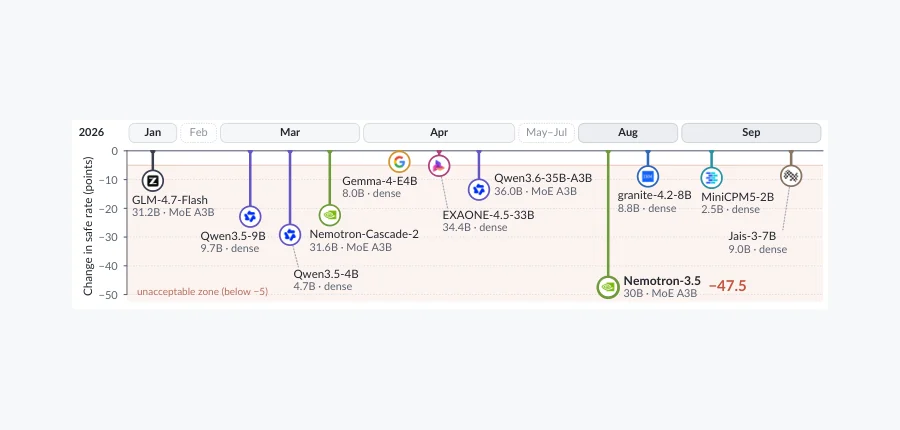 2026
Jan
Feb
Mar
Apr
May–Jul
Aug
Sep
Change in safe rate (points)
0
−10
−20
−30
−40
−50
GLM-4.7-Flash
31.2B · MoE A3B
Qwen3.5-9B
9.7B · dense
Qwen3.5-4B
4.7B · dense
Nemotron-Cascade-2
31.6B · MoE A3B
Gemma-4-E4B
8.0B · dense
EXAONE-4.5-33B
34.4B · dense
Qwen3.6-35B-A3B
36.0B · MoE A3B
Nemotron-3.5
30B · MoE A3B
−47.5
granite-4.2-8B
8.8B · dense
MiniCPM5-2B
2.5B · dense
Jais-3-7B
9.0B · dense
unacceptable zone (below −5)